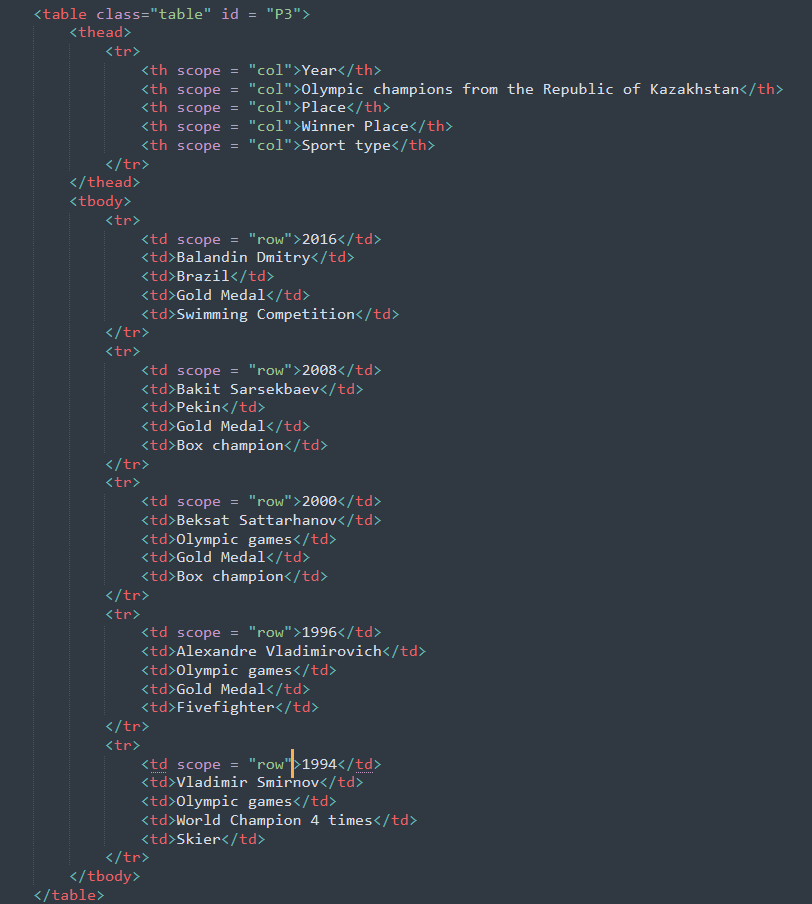 <table class="table" id = "P3">
<thead>
<tr>
<th scope = "col">Year</th>
<th scope = "col">Olympic champions from the Republic of Kazakhstan</th>
<th scope = "col">Place</th>
<th scope = "col">Winner Place</th>
<th scope = "col">Sport type</th>
</tr>
</thead>
<tbody>
<tr>
<td scope = "row">2016</td>
<td>Balandin Dmitry</td>
<td>Brazil</td>
<td>Gold Medal</td>
<td>Swimming Competition</td>
</tr>
<tr>
<td scope = "row">2008</td>
<td>Bakit Sarsekbaev</td>
<td>Pekin</td>
<td>Gold Medal</td>
<td>Box champion</td>
</tr>
<tr>
<td scope = "row">2000</td>
<td>Beksat Sattarhanov</td>
<td>Olympic games</td>
<td>Gold Medal</td>
<td>Box champion</td>
</tr>
<tr>
<td scope = "row">1996</td>
<td>Alexandre Vladimirovich</td>
<td>Olympic games</td>
<td>Gold Medal</td>
<td>Fivefighter</td>
</tr>
<tr>
<td scope = "row">1994</td>
<td>Vladimir Smirnov</td>
<td>Olympic games</td>
<td>World Champion 4 times</td>
<td>Skier</td>
</tr>
</tbody>
</table>